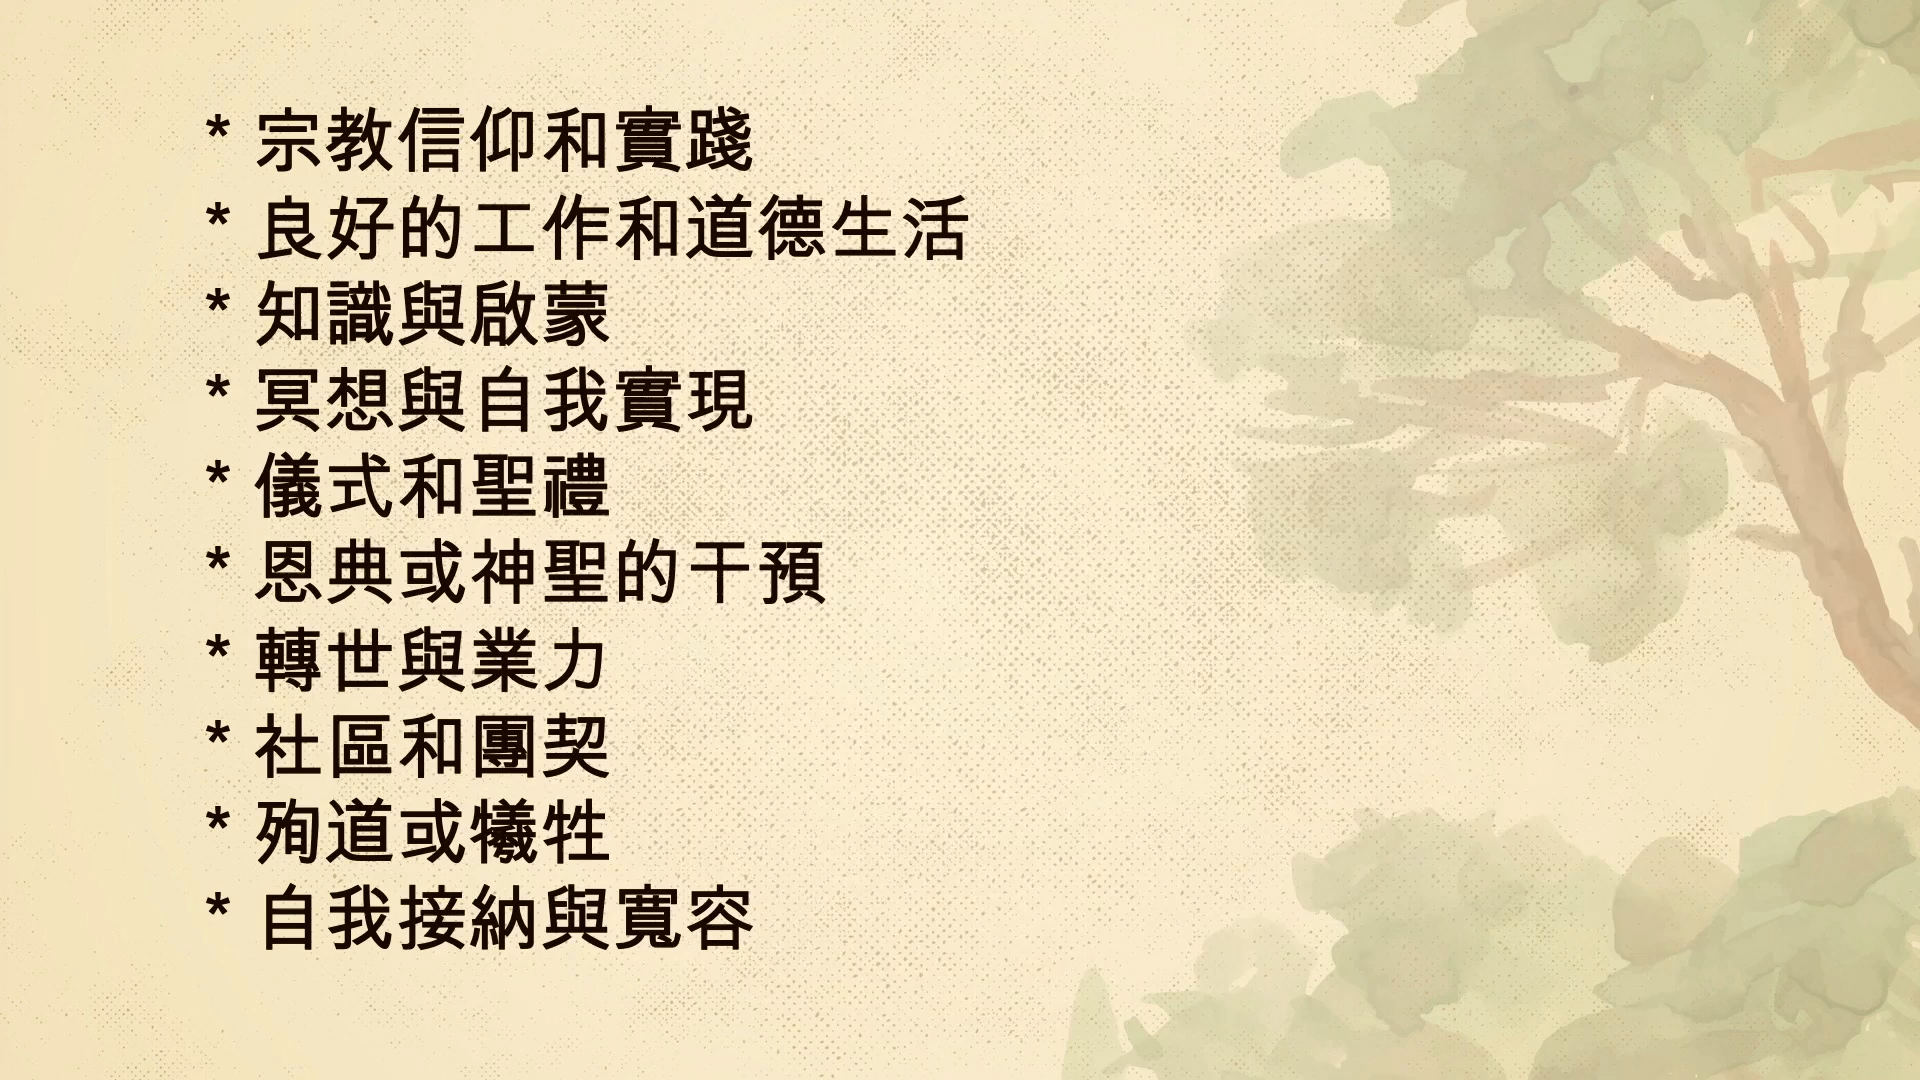 * 宗教信仰和實踐
* 良好的工作和道德生活
* 知識與啟蒙
* 冥想與自我實現
* 儀式和聖禮
* 恩典或神聖的干預
* 轉世與業力
* 社區和團契
* 殉道或犧牲
* 自我接納與寬容